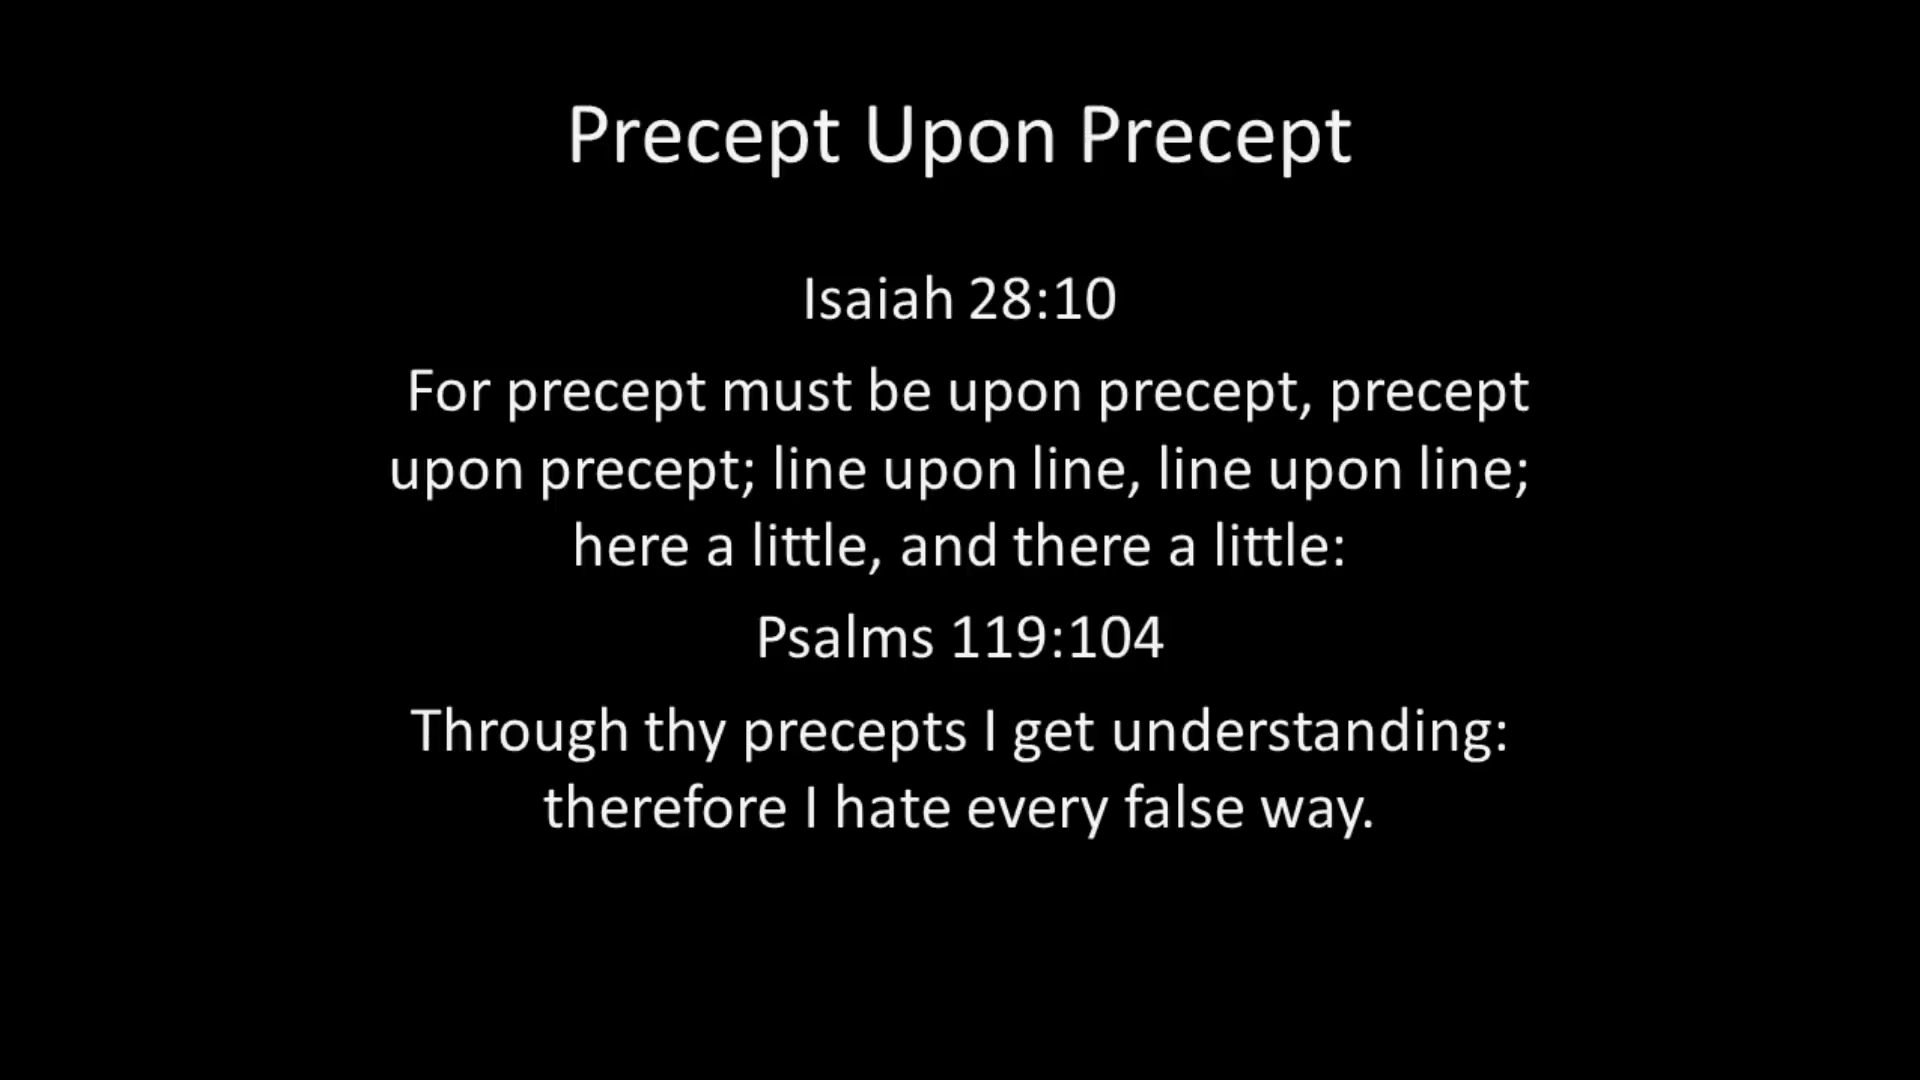 Precept Upon Precept
Isaiah 28:10
For precept must be upon precept, precept
upon precept; line upon line, line upon line;
here a little, and there a little:
Psalms 119:104
Through thy precepts I get understanding:
therefore I hate every false way.